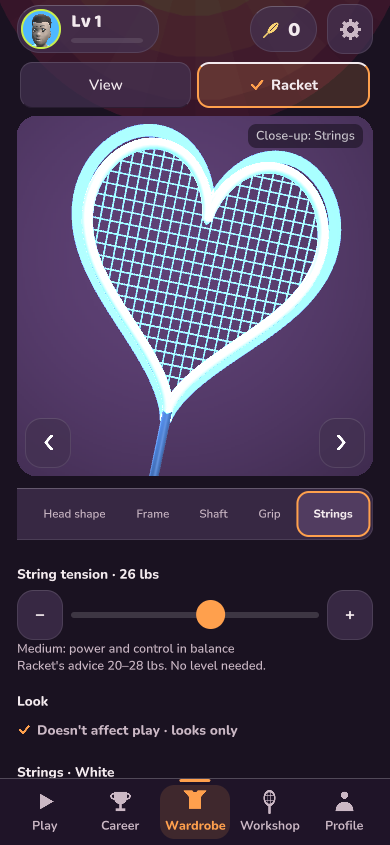 Lv 1
0
View
Racket
Close-up: Strings
Head shape
Frame
Shaft
Grip
Strings
String tension · 26 lbs
Medium: power and control in balance
Racket's advice 20–28 lbs. No level needed.
Look
Doesn't affect play · looks only
Strings · White
Play
Career
Wardrobe
Workshop
Profile